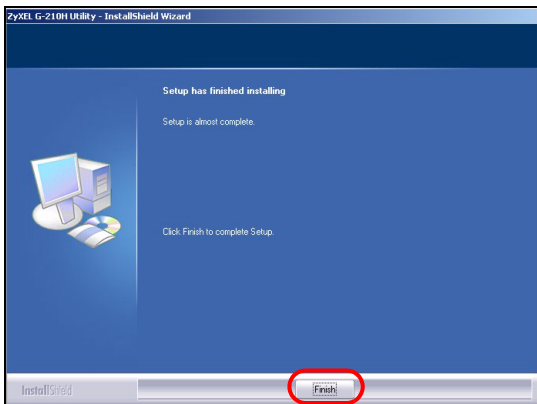 ZyXEL G-210H Utility - InstallShield Wizard
Setup has finished installing
Setup is almost complete.
Click Finish to complete Setup.
InstallShield
Finish